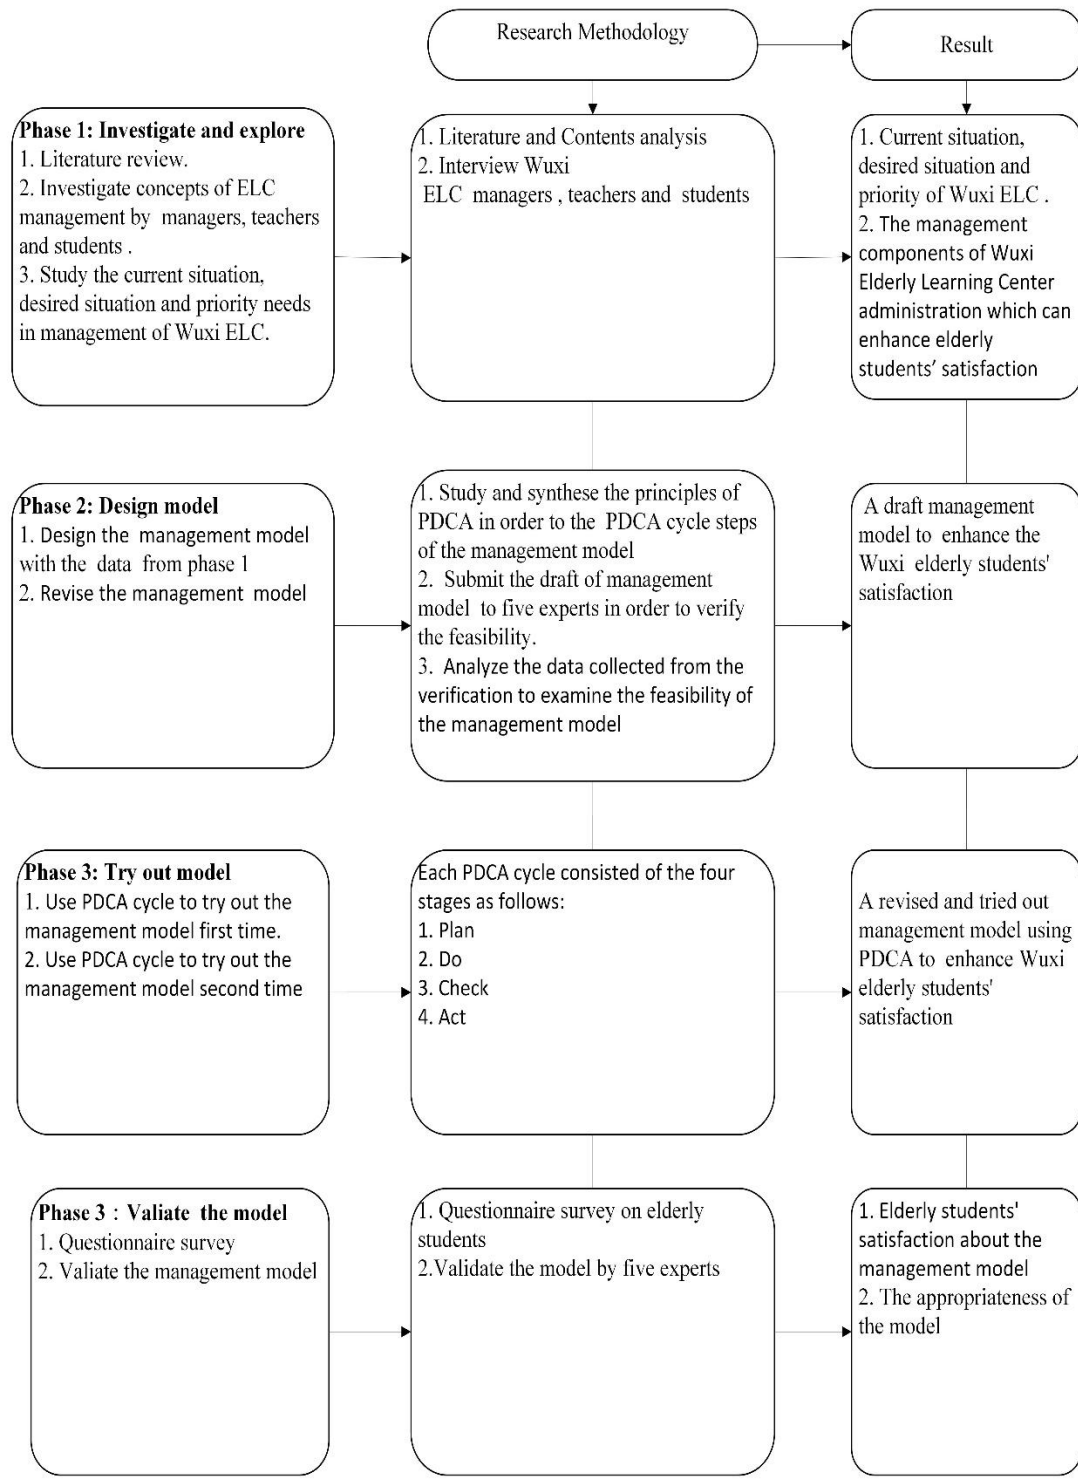 Research Methodology
Result
Phase 1: Investigate and explore
1. Literature review.
2. Investigate concepts of ELC
management by managers, teachers
and students .
3. Study the current situation,
desired situation and priority needs
in management of Wuxi ELC.
1. Literature and Contents analysis
2. Interview Wuxi
ELC managers , teachers and students
1. Current situation,
desired situation and
priority of Wuxi ELC .
2. The management
components of Wuxi
Elderly Learning Center
administration which can
enhance elderly
students’ satisfaction
Phase 2: Design model
1. Design the management model
with the data from phase 1
2. Revise the management model
1. Study and synthese the principles of
PDCA in order to the PDCA cycle steps
of the management model
2. Submit the draft of management
model to five experts in order to verify
the feasibility.
3. Analyze the data collected from the
verification to examine the feasibility of
the management model
A draft management
model to enhance the
Wuxi elderly students'
satisfaction
Phase 3: Try out model
1. Use PDCA cycle to try out the
management model first time.
2. Use PDCA cycle to try out the
management model second time
Each PDCA cycle consisted of the four
stages as follows:
1. Plan
2. Do
3. Check
4. Act
A revised and tried out
management model using
PDCA to enhance Wuxi
elderly students'
satisfaction
Phase 3：Valiate the model
1. Questionnaire survey
2. Valiate the management model
1. Questionnaire survey on elderly
students
2.Validate the model by five experts
1. Elderly students'
satisfaction about the
management model
2. The appropriateness of
the model